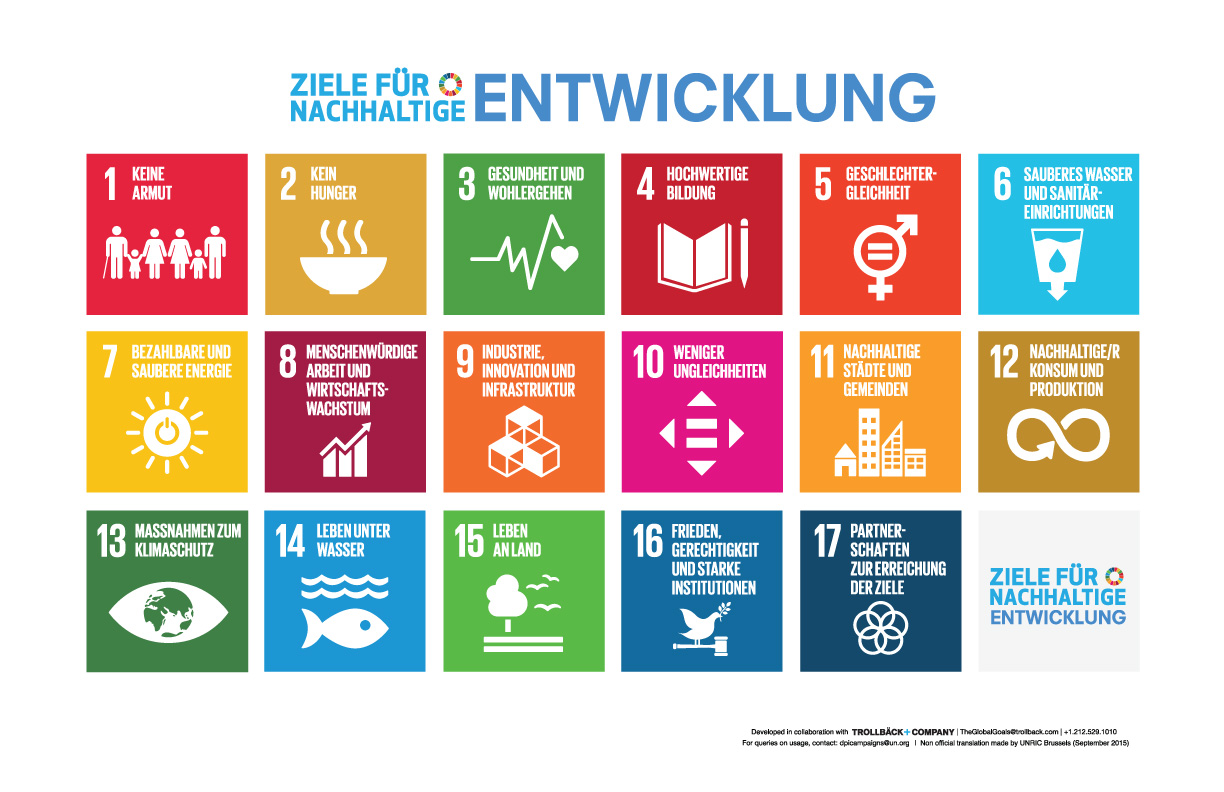 ZIELE FÜR
NACHHALTIGE ENTWICKLUNG
1 KEINE
ARMUT
2 KEIN
HUNGER
3 GESUNDHEIT UND
WOHLERGEHEN
4 HOCHWERTIGE
BILDUNG
5 GESCHLECHTER-
GLEICHHEIT
6 SAUBERES WASSER
UND SANITÄR-
EINRICHTUNGEN
7 BEZAHLBARE UND
SAUBERE ENERGIE
8 MENSCHENWÜRDIGE
ARBEIT UND
WIRTSCHAFTS-
WACHSTUM
9 INDUSTRIE,
INNOVATION UND
INFRASTRUKTUR
10 WENIGER
UNGLEICHHEITEN
11 NACHHALTIGE
STÄDTE UND
GEMEINDEN
12 NACHHALTIGE/R
KONSUM UND
PRODUKTION
13 MASSNAHMEN ZUM
KLIMASCHUTZ
14 LEBEN UNTER
WASSER
15 LEBEN
AN LAND
16 FRIEDEN,
GERECHTIGKEIT
UND STARKE
INSTITUTIONEN
17 PARTNER-
SCHAFTEN
ZUR ERREICHUNG
DER ZIELE
ZIELE FÜR
NACHHALTIGE
ENTWICKLUNG
Developed in collaboration with TROLLBÄCK+COMPANY | TheGlobalGoals@trollback.com | +1.212.529.1010
For queries on usage, contact: dpicampaigns@un.org | Non official translation made by UNRIC Brussels (September 2015)